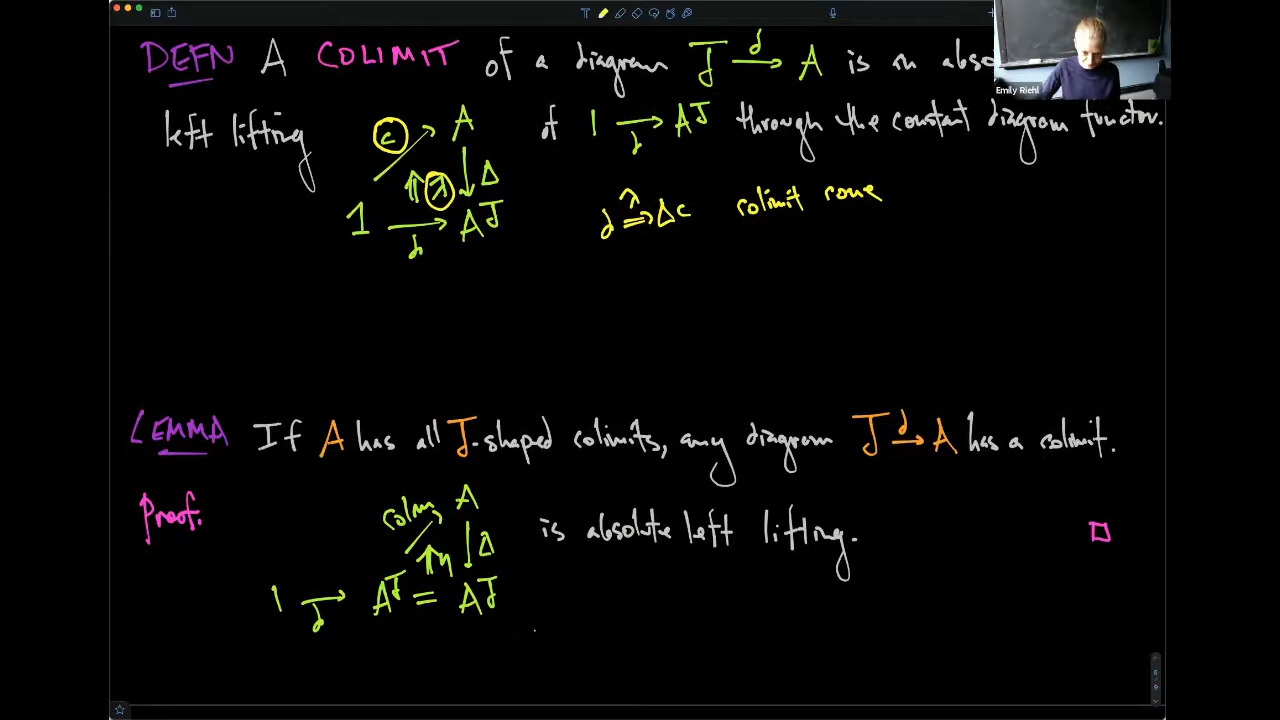 DEFN A COLIMIT of a diagram J →d A is an abso
left lifting 1 →c A ↓Δ A^J ⇑λ 1 →d A^J of 1 →d A^J through the constant diagram functor.
d ⇒λ Δc colimit cone
LEMMA If A has all J-shaped colimits, any diagram J →d A has a colimit.
Proof. 1 →d A^J = A^J colim A ↓Δ ⇑η is absolute left lifting. □
Emily Riehl